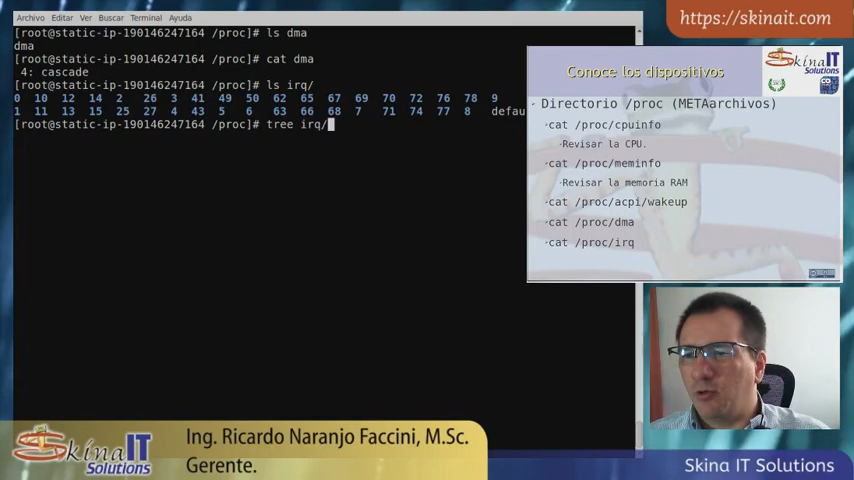 Archivo Editar Ver Buscar Terminal Ayuda
[root@static-ip-190146247164 /proc]# ls dma
dma
[root@static-ip-190146247164 /proc]# cat dma
4: cascade
[root@static-ip-190146247164 /proc]# ls irq/
0 10 12 14 2 26 3 41 49 50 62 65 67 69 70 72 76 78 9
1 11 13 15 25 27 4 43 5 6 63 66 68 7 71 74 77 8 defau
[root@static-ip-190146247164 /proc]# tree irq/
https://skinait.com
Conoce los dispositivos
Skína IT
Solutions
Directorio /proc (METAarchivos)
cat /proc/cpuinfo
Revisar la CPU.
cat /proc/meminfo
Revisar la memoria RAM
cat /proc/acpi/wakeup
cat /proc/dma
cat /proc/irq
Skína IT
Solutions
Ing. Ricardo Naranjo Faccini, M.Sc.
Gerente.
Skina IT Solutions